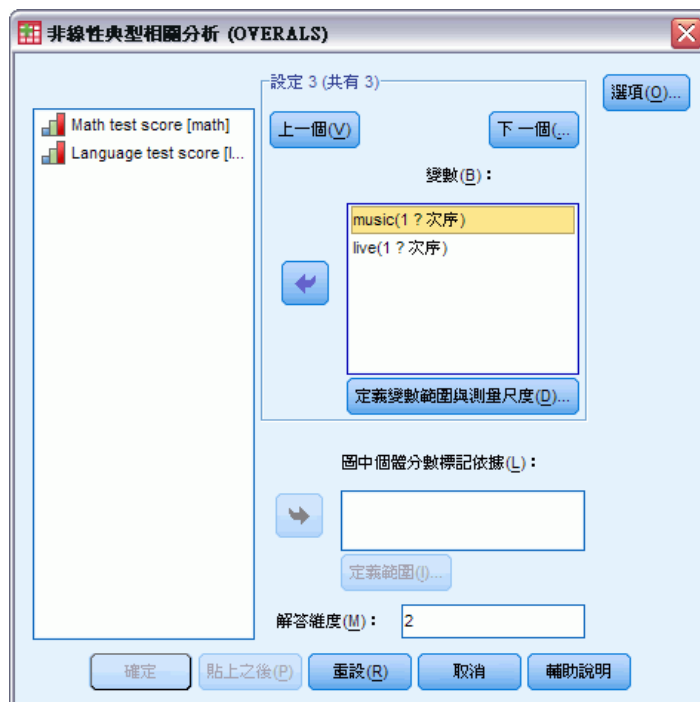 非線性典型相關分析 (OVERALS)
設定 3 (共有 3)
選項(O)...
Math test score [math]
Language test score [l...
上一個(V)
下一個(...
變數(B):
music(1 ? 次序)
live(1 ? 次序)
定義變數範圍與測量尺度(D)...
圖中個體分數標記依據(L):
定義範圍(I)...
解答維度(M):
2
確定
貼上之後(P)
重設(R)
取消
輔助說明